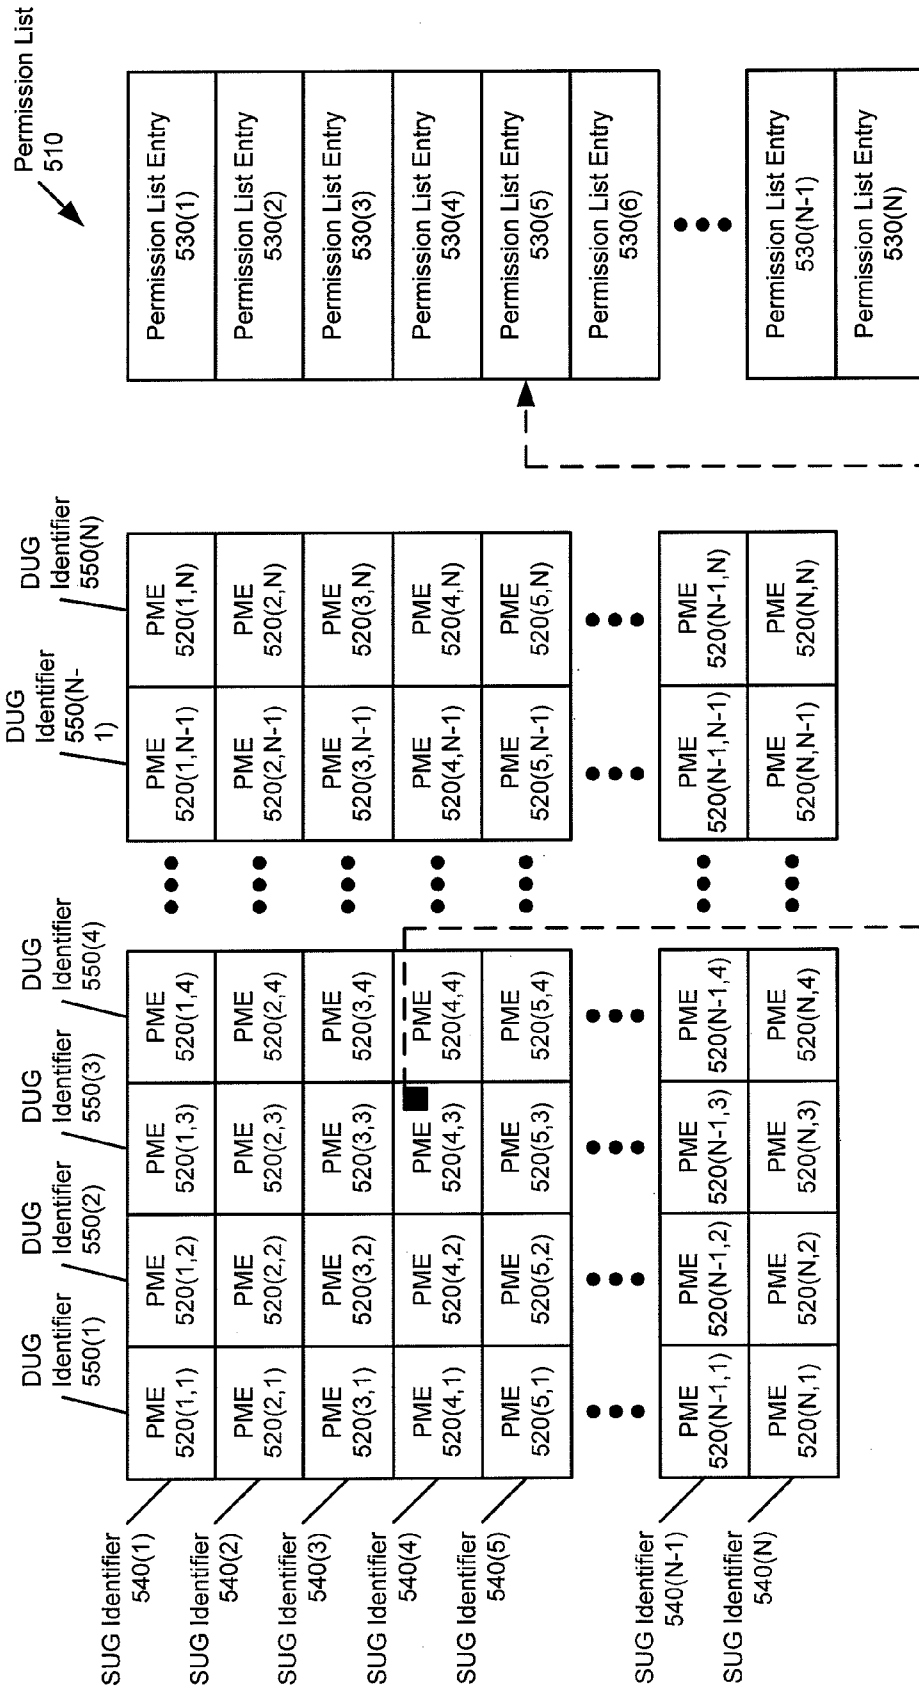 DUG
Identifier
550(1)
DUG
Identifier
550(2)
DUG
Identifier
550(3)
DUG
Identifier
550(4)
DUG
Identifier
550(N-
1)
DUG
Identifier
550(N)
Permission List
510
SUG Identifier
540(1)
PME
520(1,1)
PME
520(1,2)
PME
520(1,3)
PME
520(1,4)
PME
520(1,N-1)
PME
520(1,N)
SUG Identifier
540(2)
PME
520(2,1)
PME
520(2,2)
PME
520(2,3)
PME
520(2,4)
PME
520(2,N-1)
PME
520(2,N)
SUG Identifier
540(3)
PME
520(3,1)
PME
520(3,2)
PME
520(3,3)
PME
520(3,4)
PME
520(3,N-1)
PME
520(3,N)
SUG Identifier
540(4)
PME
520(4,1)
PME
520(4,2)
PME
520(4,3)
PME
520(4,4)
PME
520(4,N-1)
PME
520(4,N)
SUG Identifier
540(5)
PME
520(5,1)
PME
520(5,2)
PME
520(5,3)
PME
520(5,4)
PME
520(5,N-1)
PME
520(5,N)
SUG Identifier
540(N-1)
PME
520(N-1,1)
PME
520(N-1,2)
PME
520(N-1,3)
PME
520(N-1,4)
PME
520(N-1,N-1)
PME
520(N-1,N)
SUG Identifier
540(N)
PME
520(N,1)
PME
520(N,2)
PME
520(N,3)
PME
520(N,4)
PME
520(N,N-1)
PME
520(N,N)
Permission List Entry
530(1)
Permission List Entry
530(2)
Permission List Entry
530(3)
Permission List Entry
530(4)
Permission List Entry
530(5)
Permission List Entry
530(6)
Permission List Entry
530(N-1)
Permission List Entry
530(N)